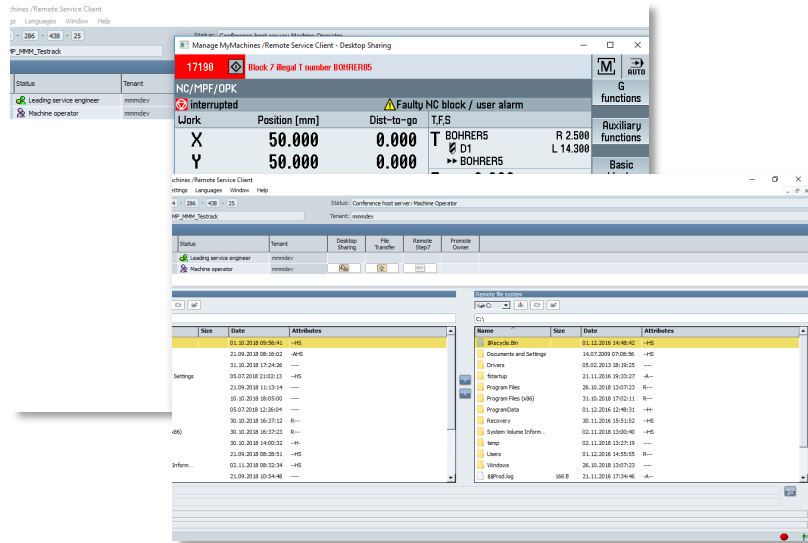 :hines /Remote Service Client
gs Languages Window Help
- 286 - 438 - 25
Status: Conference host server: Machine Operator
MP_MMM_Testrack
Status Tenant
Leading service engineer mmmdev
Machine operator mmmdev
Manage MyMachines /Remote Service Client - Desktop Sharing
17190 Block 7 illegal T number BOHRER85
M AUTO
NC/MPF/OPK
G functions
interrupted Faulty NC block / user alarm
Work Position [mm] Dist-to-go T,F,S
X 50.000 0.000 T BOHRER5 R 2.500
D1 L 14.300
Y 50.000 0.000 BOHRER5
Auxiliary functions
Basic
achines /Remote Service Client
ettings Languages Window Help
4 - 286 - 438 - 25 Status: Conference host server: Machine Operator
MP_MMM_Testrack Tenant: mmmdev
Status Tenant Desktop Sharing File Transfer Remote Step7 Promote Owner
Leading service engineer mmmdev
Machine operator mmmdev
Remote file system
C:
C:\
Size Date Attributes
01.10.2018 09:56:41 --HS
21.09.2018 08:16:02 -AHS
31.10.2018 17:24:26 ----
Settings 05.07.2018 21:02:13 --HS
21.09.2018 11:13:14 ----
10.10.2018 18:05:00 ----
05.07.2018 12:26:04 ----
30.10.2018 16:37:12 R---
x86) 30.10.2018 16:37:23 R---
30.10.2018 14:00:32 --H-
21.09.2018 08:28:51 --HS
Inform... 02.11.2018 08:32:34 --HS
21.09.2018 10:54:48 ----
Name Size Date Attributes
$Recycle.Bin 01.12.2016 14:48:42 --HS
Documents and Settings 14.07.2009 07:08:56 --HS
Drivers 05.02.2013 18:19:25 ----
fstartup 21.11.2016 19:33:27 -A--
Program Files 26.10.2018 13:07:23 R---
Program Files (x86) 31.10.2018 17:02:11 R---
ProgramData 01.12.2016 12:48:31 --H-
Recovery 30.11.2016 15:51:52 --HS
System Volume Inform... 02.11.2018 13:00:40 --HS
temp 02.11.2018 13:27:19 ----
Users 01.12.2016 14:55:55 R---
Windows 26.10.2018 13:07:23 ----
$$Prod.log 166 B 21.11.2016 17:34:46 -A--